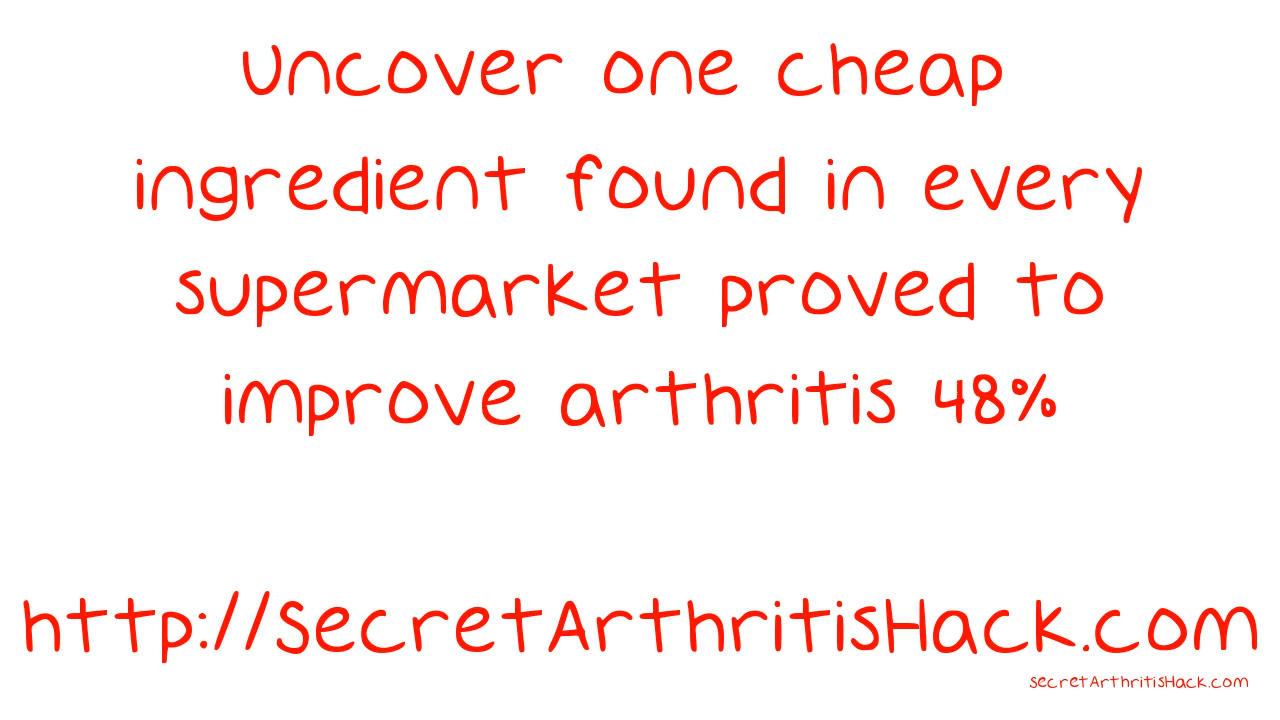 Uncover one cheap
ingredient found in every
supermarket proved to
improve arthritis 48%
http://SecretArthritisHack.com
SecretArthritisHack.com